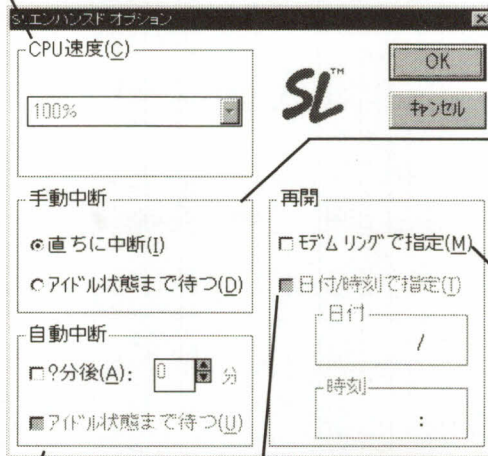 SL エンハンスド オプション
CPU速度(C)
100%
SL™
OK
キャンセル
手動中断
直ちに中断(I)
アイドル状態まで待つ(D)
自動中断
?分後(A): 0 分
アイドル状態まで待つ(U)
再開
モデム リングで指定(M)
日付/時刻で指定(T)
日付
/
時刻
: